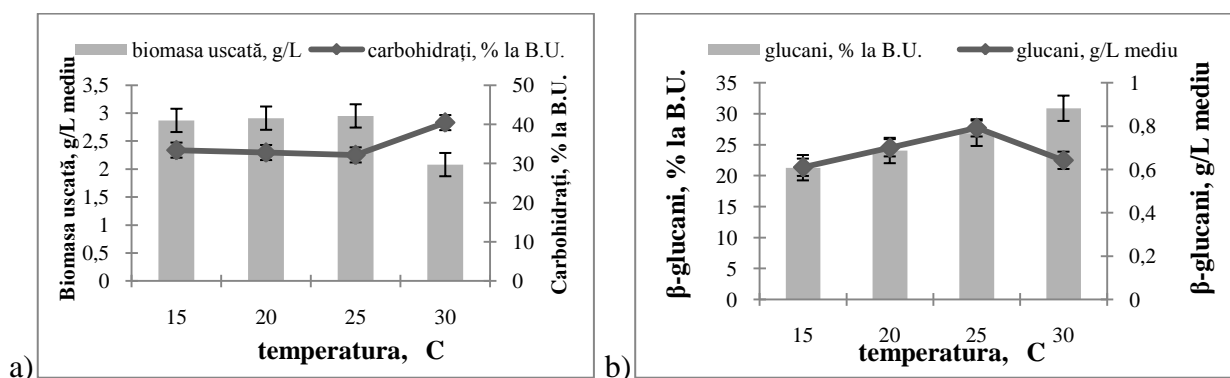 biomasa uscată, g/L carbohidrați, % la B.U.
Biomasa uscată, g/L mediu
3,5
3
2,5
2
1,5
1
0,5
0
50
40
30
20
10
0
Carbohidrați, % la B.U.
15 20 25 30
temperatura, C
a)
glucani, % la B.U. glucani, g/L mediu
β-glucani, % la B.U.
35
30
25
20
15
10
5
0
1
0,8
0,6
0,4
0,2
0
β-glucani, g/L mediu
15 20 25 30
temperatura, C
b)